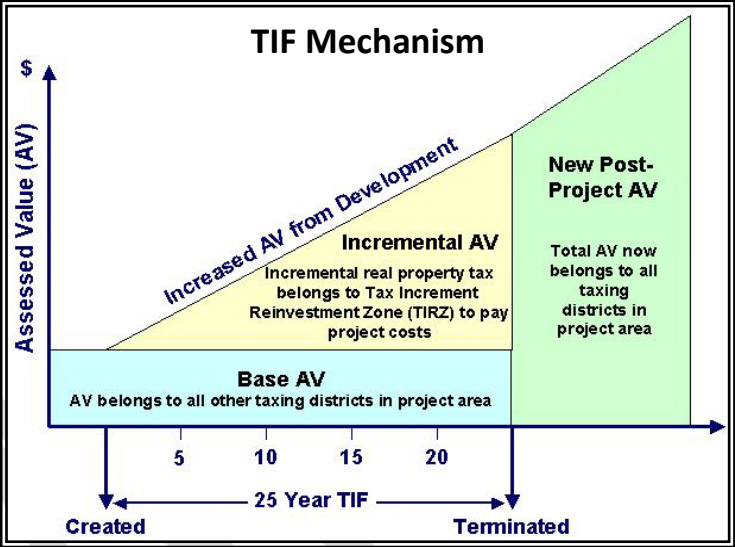 TIF Mechanism
$
Assessed Value (AV)
Increased AV from Development
Incremental AV
Incremental real property tax
belongs to Tax Increment
Reinvestment Zone (TIRZ) to pay
project costs
New Post-
Project AV
Total AV now
belongs to all
taxing
districts in
project area
Base AV
AV belongs to all other taxing districts in project area
5 10 15 20
25 Year TIF
Created
Terminated